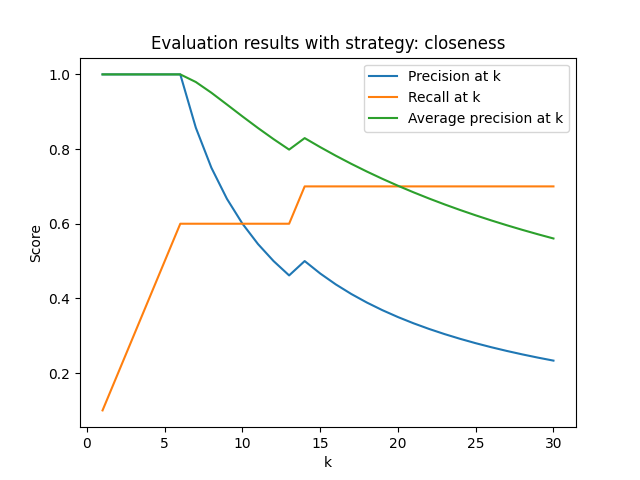 Evaluation results with strategy: closeness
Precision at k
Recall at k
Average precision at k
1.0
0.8
0.6
0.4
0.2
Score
0 5 10 15 20 25 30
k